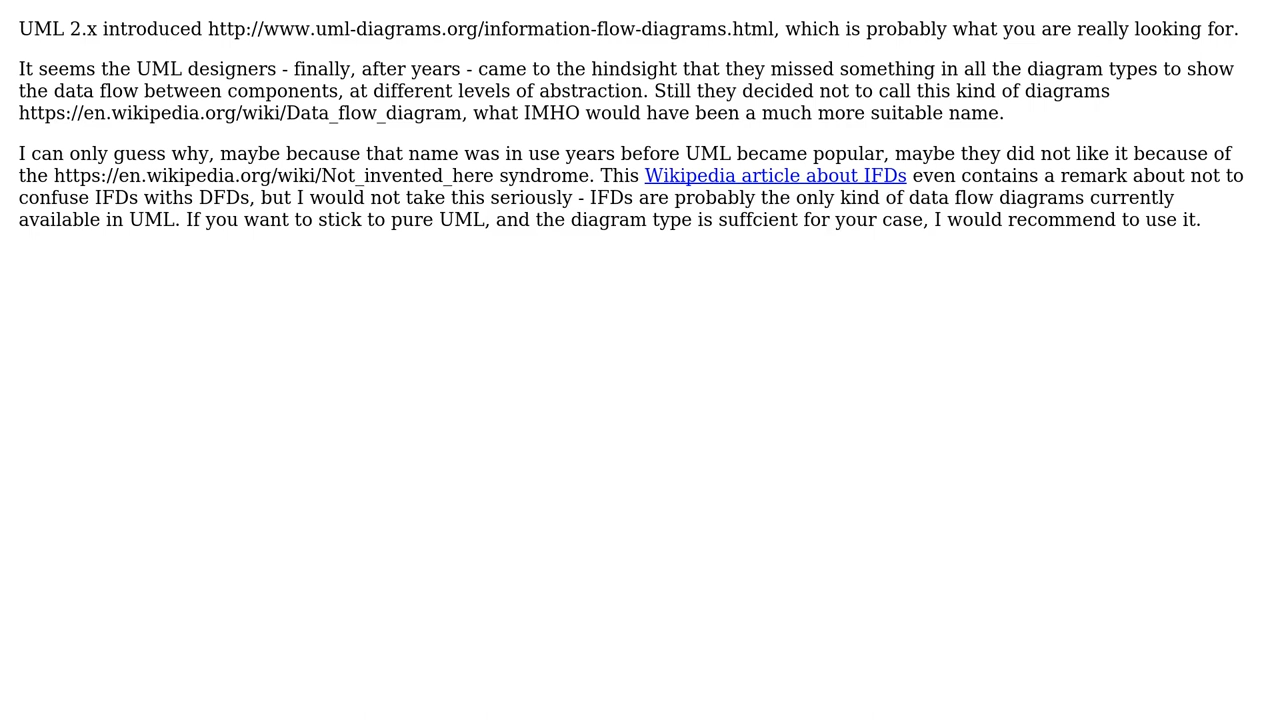 UML 2.x introduced http://www.uml-diagrams.org/information-flow-diagrams.html, which is probably what you are really looking for.
It seems the UML designers - finally, after years - came to the hindsight that they missed something in all the diagram types to show
the data flow between components, at different levels of abstraction. Still they decided not to call this kind of diagrams
https://en.wikipedia.org/wiki/Data_flow_diagram, what IMHO would have been a much more suitable name.
I can only guess why, maybe because that name was in use years before UML became popular, maybe they did not like it because of
the https://en.wikipedia.org/wiki/Not_invented_here syndrome. This Wikipedia article about IFDs even contains a remark about not to
confuse IFDs withs DFDs, but I would not take this seriously - IFDs are probably the only kind of data flow diagrams currently
available in UML. If you want to stick to pure UML, and the diagram type is suffcient for your case, I would recommend to use it.